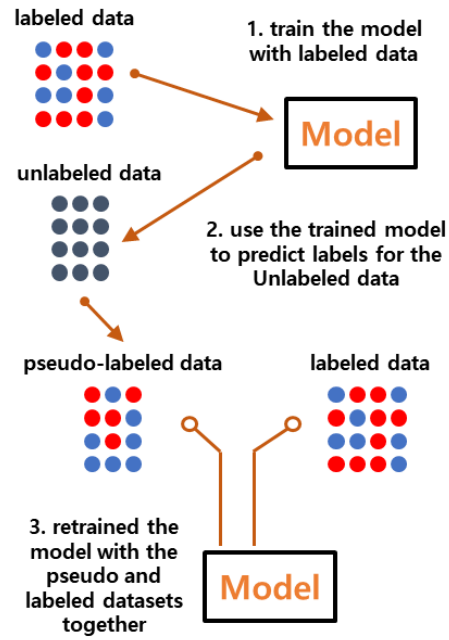 labeled data
1. train the model
with labeled data
Model
unlabeled data
2. use the trained model
to predict labels for the
Unlabeled data
pseudo-labeled data
labeled data
3. retrained the
model with the
pseudo and
labeled datasets
together
Model